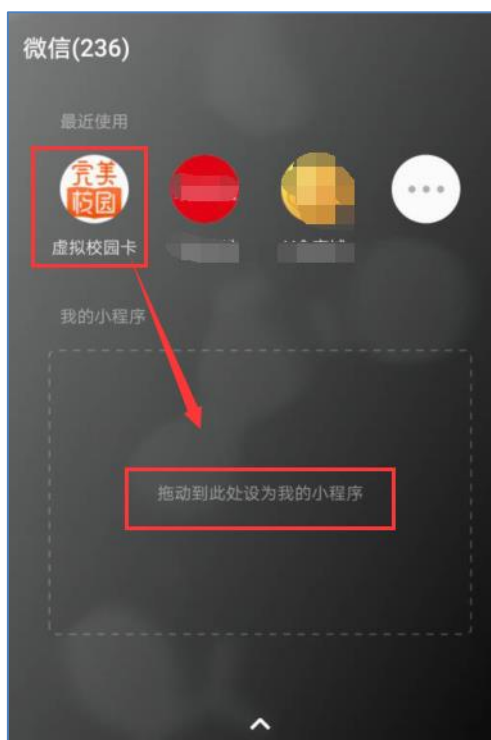 微信(236)
最近使用
完美
校园
虚拟校园卡
我的小程序
拖动到此处设为我的小程序